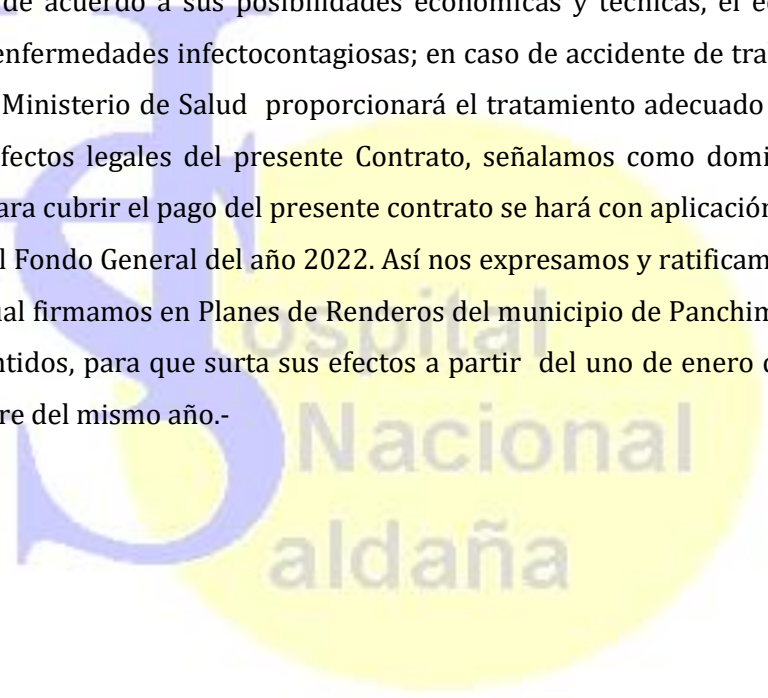 de acuerdo a sus posibilidades económicas y técnicas, el e
enfermedades infectocontagiosas; en caso de accidente de tra
Ministerio de Salud proporcionará el tratamiento adecuado
fectos legales del presente Contrato, señalamos como domi
ara cubrir el pago del presente contrato se hará con aplicación
l Fondo General del año 2022. Así nos expresamos y ratificam
ual firmamos en Planes de Renderos del municipio de Panchim
ntidos, para que surta sus efectos a partir del uno de enero d
re del mismo año.-
ospital
Nacional
aldaña